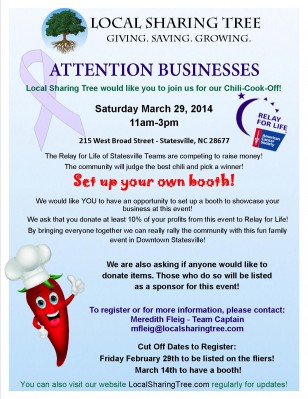 LOCAL SHARING TREE
GIVING. SAVING. GROWING.
ATTENTION BUSINESSES
Local Sharing Tree would like you to join us for our Chili-Cook-Off!
Saturday March 29, 2014
11am-3pm
RELAY
FOR LIFE
American
Cancer
Society
215 West Broad Street - Statesville, NC 28677
The Relay for Life of Statesville Teams are competing to raise money!
The community will judge the best chili and pick a winner!
Set up your own booth!
We would like YOU to have an opportunity to set up a booth to showcase your
business at this event!
We ask that you donate at least 10% of your profits from this event to Relay for Life!
By bringing everyone together we can really rally the community with this fun family
event in Downtown Statesville!
We are also asking if anyone would like to
donate items. Those who do so will be listed
as a sponsor for this event!
To register or for more information, please contact:
Meredith Fleig - Team Captain
mfleig@localsharingtree.com
Cut Off Dates to Register:
Friday February 29th to be listed on the fliers!
March 14th to have a booth!
You can also visit our website LocalSharingTree.com regularly for updates!